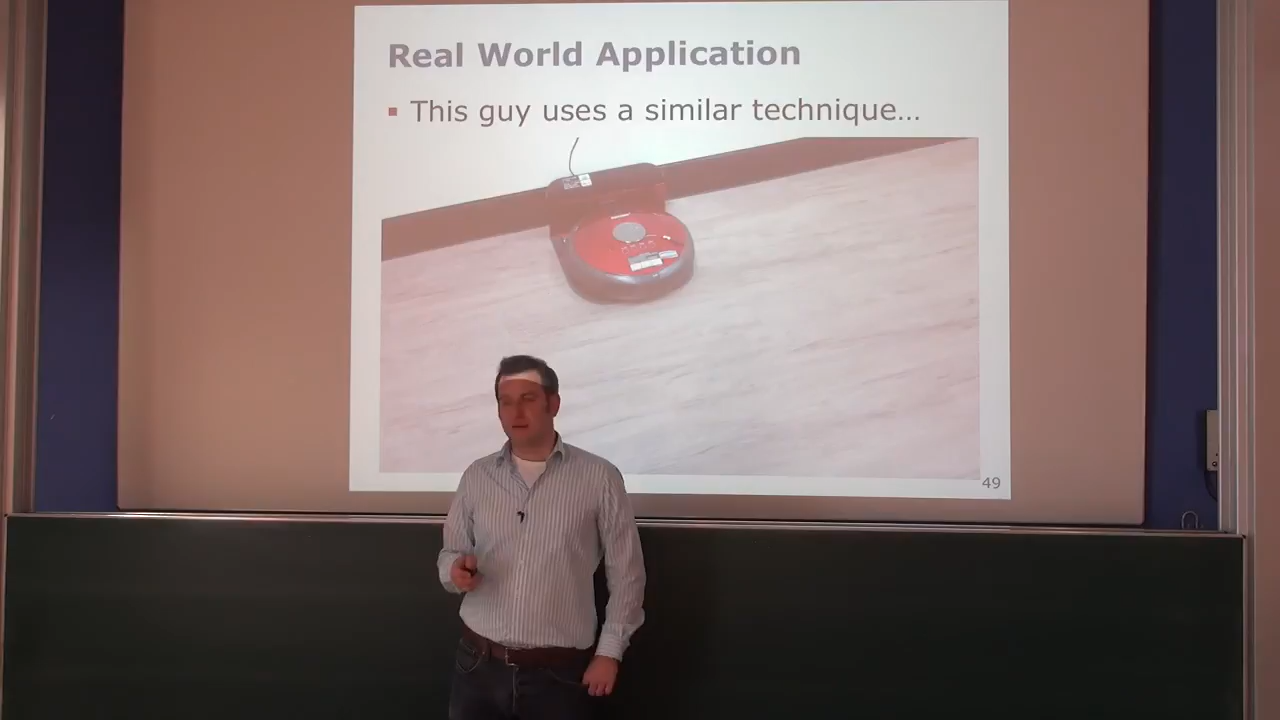 Real World Application
▪ This guy uses a similar technique…
49